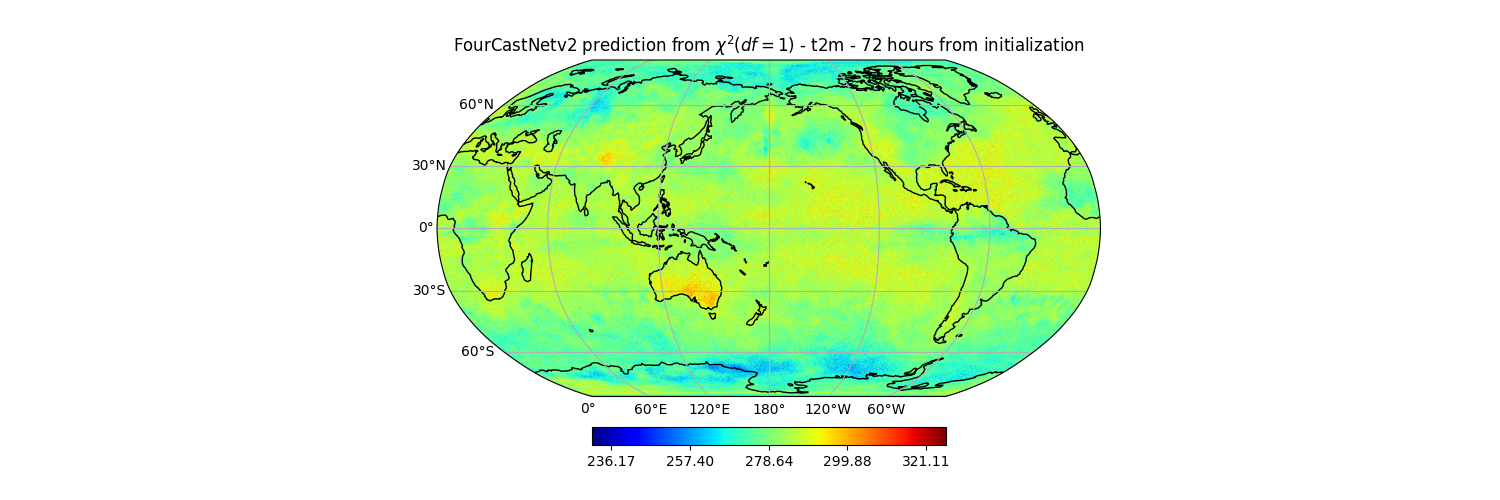 FourCastNetv2 prediction from χ²(df = 1) - t2m - 72 hours from initialization
60°N
30°N
0°
30°S
60°S
0° 60°E 120°E 180° 120°W 60°W
236.17 257.40 278.64 299.88 321.11